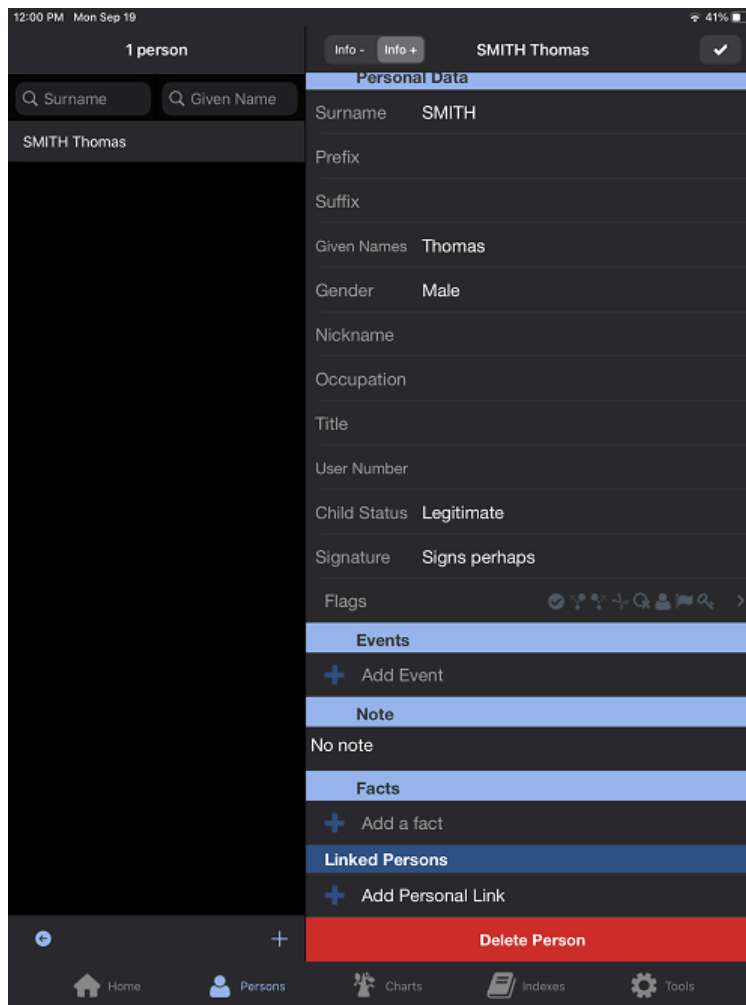 12:00 PM Mon Sep 19
41%
1 person
Info -
Info +
SMITH Thomas
Surname
Given Name
SMITH Thomas
Personal Data
Surname SMITH
Prefix
Suffix
Given Names Thomas
Gender Male
Nickname
Occupation
Title
User Number
Child Status Legitimate
Signature Signs perhaps
Flags
Events
Add Event
Note
No note
Facts
Add a fact
Linked Persons
Add Personal Link
Delete Person
Home
Persons
Charts
Indexes
Tools